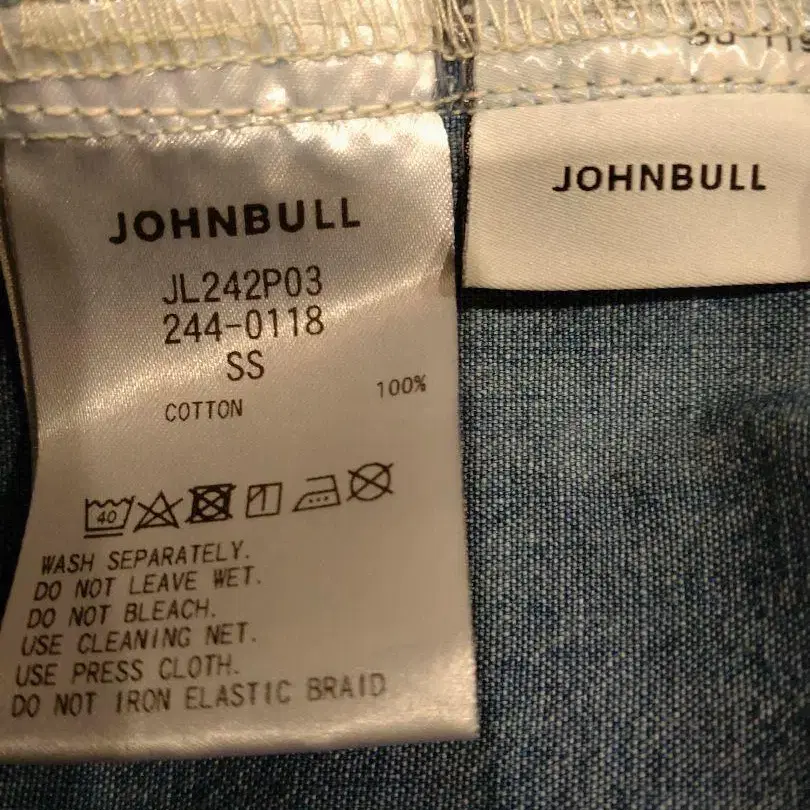 JOHNBULL
JL242P03
244-0118
SS
COTTON 100%
40
WASH SEPARATELY.
DO NOT LEAVE WET.
DO NOT BLEACH.
USE CLEANING NET.
USE PRESS CLOTH.
DO NOT IRON ELASTIC BRAID
JOHNBULL